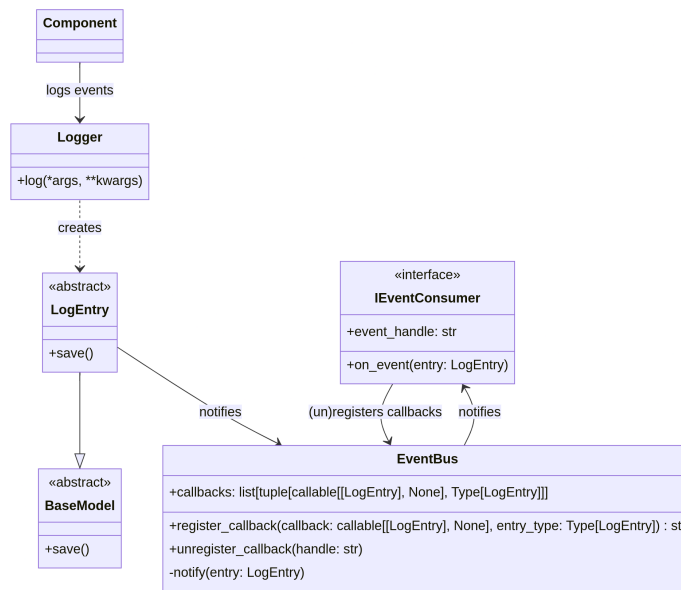 Component
logs events
Logger
+log(*args, **kwargs)
creates
«abstract»
LogEntry
+save()
«interface»
IEventConsumer
+event_handle: str
+on_event(entry: LogEntry)
notifies
(un)registers callbacks
notifies
«abstract»
BaseModel
+save()
EventBus
+callbacks: list[tuple[callable[[LogEntry], None], Type[LogEntry]]]
+register_callback(callback: callable[[LogEntry], None], entry_type: Type[LogEntry]) : st
+unregister_callback(handle: str)
-notify(entry: LogEntry)